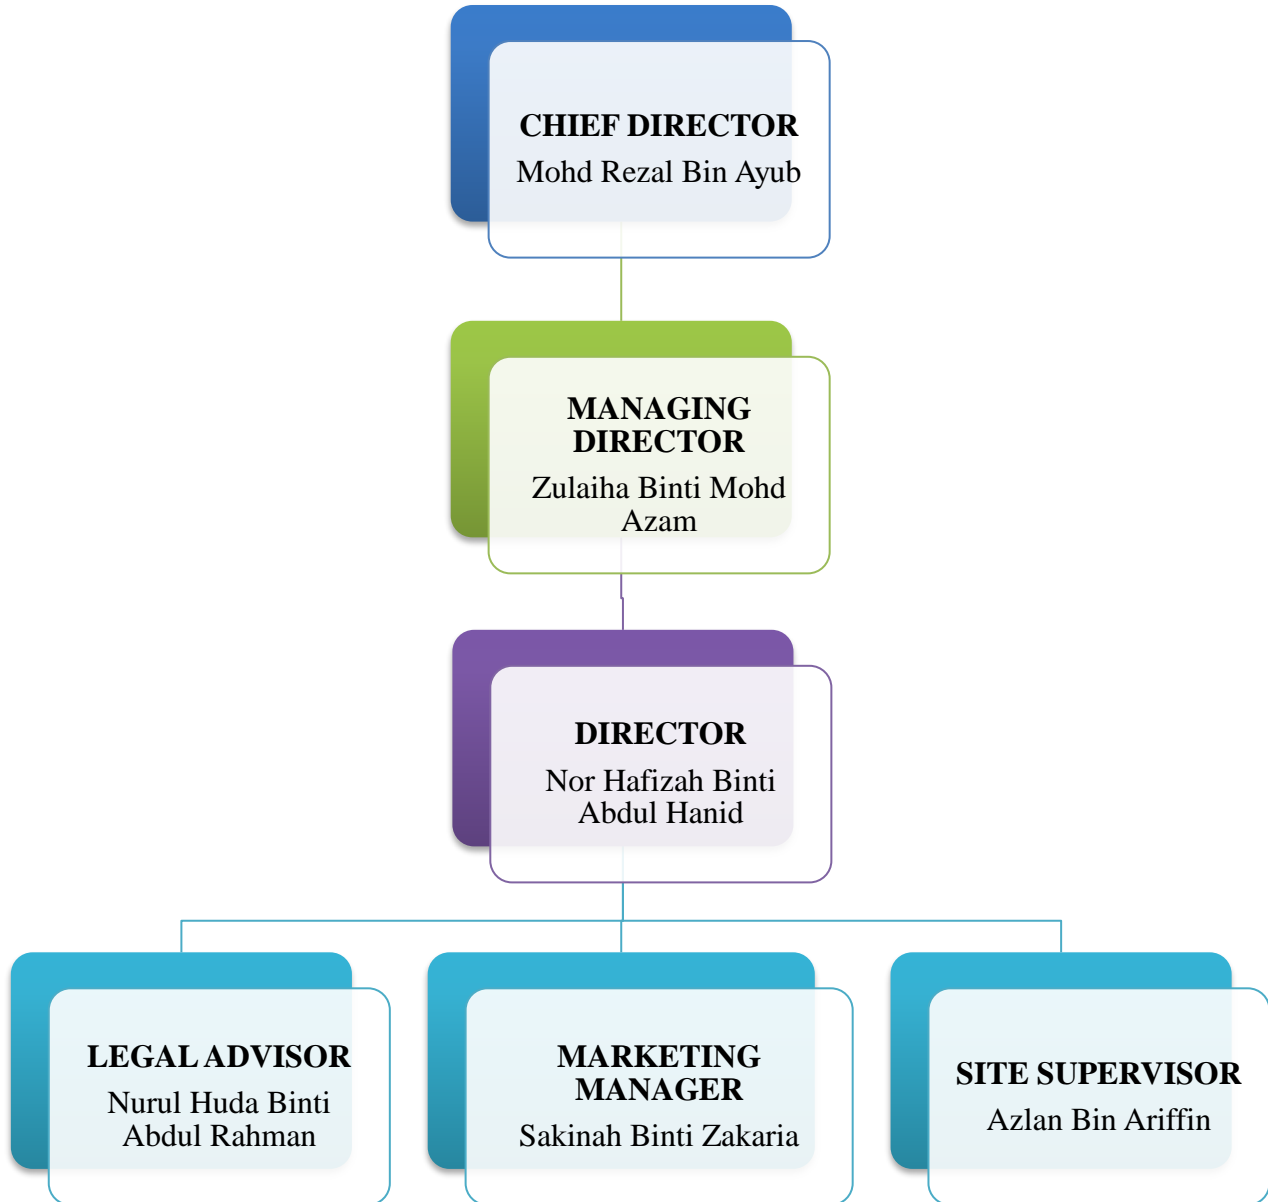 CHIEF DIRECTOR
Mohd Rezal Bin Ayub
MANAGING
DIRECTOR
Zulaiha Binti Mohd
Azam
DIRECTOR
Nor Hafizah Binti
Abdul Hanid
LEGAL ADVISOR
Nurul Huda Binti
Abdul Rahman
MARKETING
MANAGER
Sakinah Binti Zakaria
SITE SUPERVISOR
Azlan Bin Ariffin